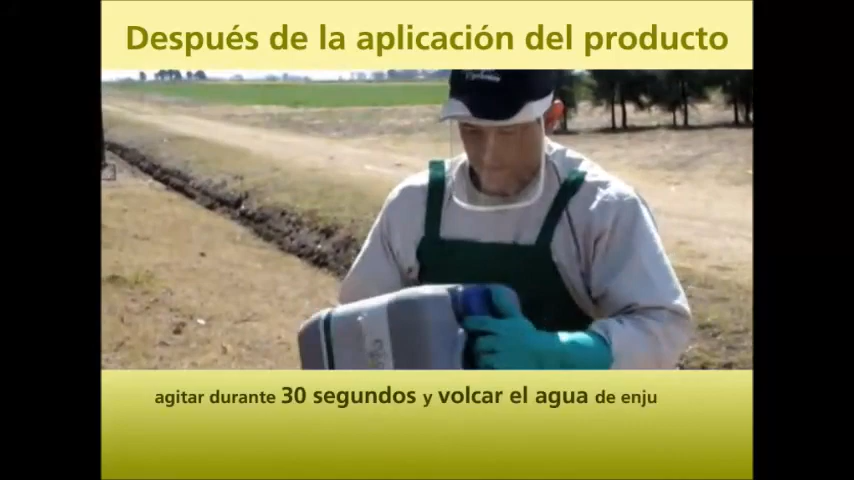 Después de la aplicación del producto
agitar durante 30 segundos y volcar el agua de enju